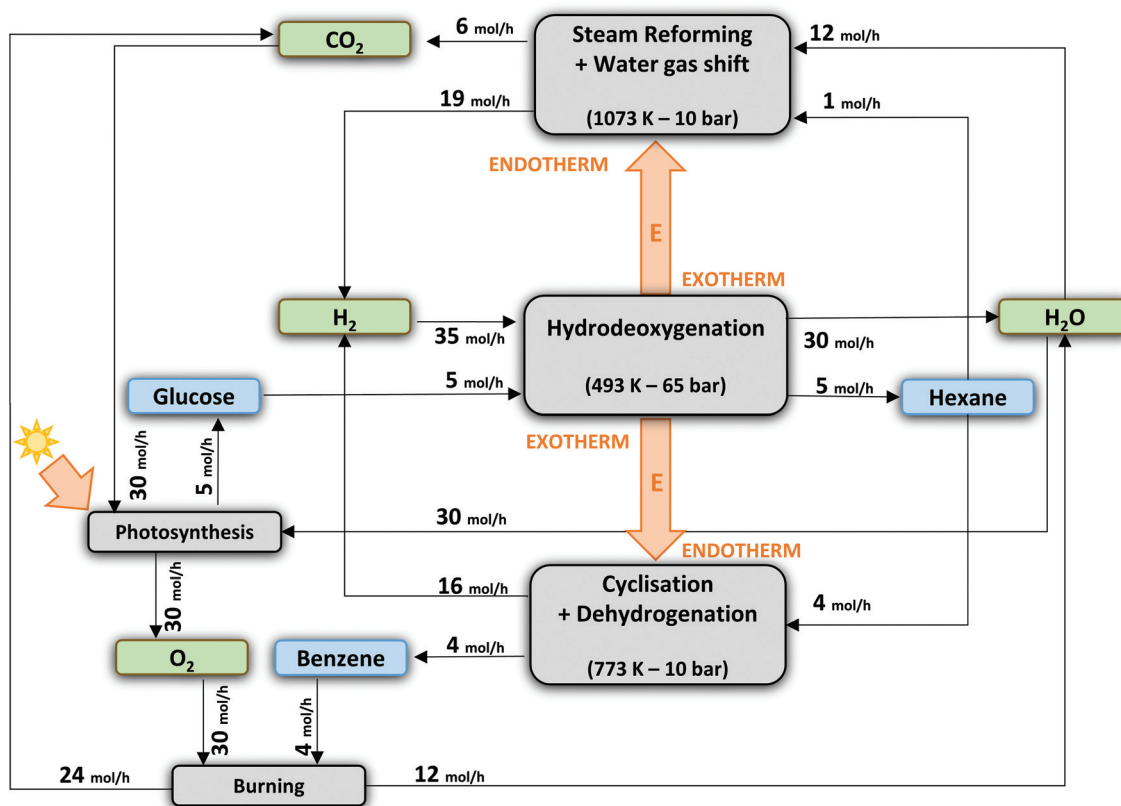 CO₂
6 mol/h
Steam Reforming
+ Water gas shift
(1073 K – 10 bar)
12 mol/h
19 mol/h
1 mol/h
ENDOTHERM
E
EXOTHERM
H₂
35 mol/h
Hydrodeoxygenation
(493 K – 65 bar)
30 mol/h
H₂O
Glucose
5 mol/h
5 mol/h
Hexane
EXOTHERM
E
30 mol/h
5 mol/h
Photosynthesis
30 mol/h
ENDOTHERM
16 mol/h
Cyclisation
+ Dehydrogenation
(773 K – 10 bar)
4 mol/h
30 mol/h
O₂
Benzene
4 mol/h
30 mol/h
4 mol/h
24 mol/h
Burning
12 mol/h